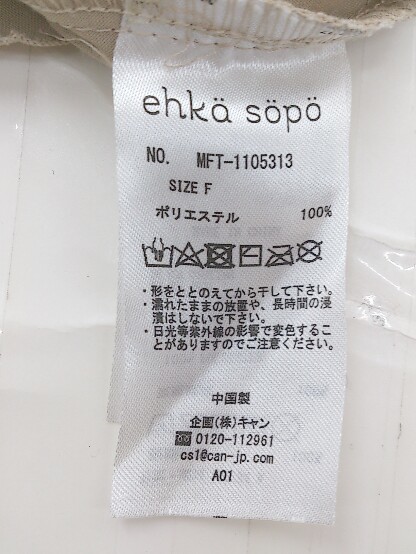 ehkä söpö
NO. MFT-1105313
SIZE F
ポリエステル 100%
・形をととのえてから干して下さい。
・濡れたままの放置や、長時間の浸
漬はしないで下さい。
・日光等紫外線の影響で変色するこ
とがありますのでご注意ください。
中国製
企画(株)キャン
☎0120-112961
cs1@can-jp.com
A01